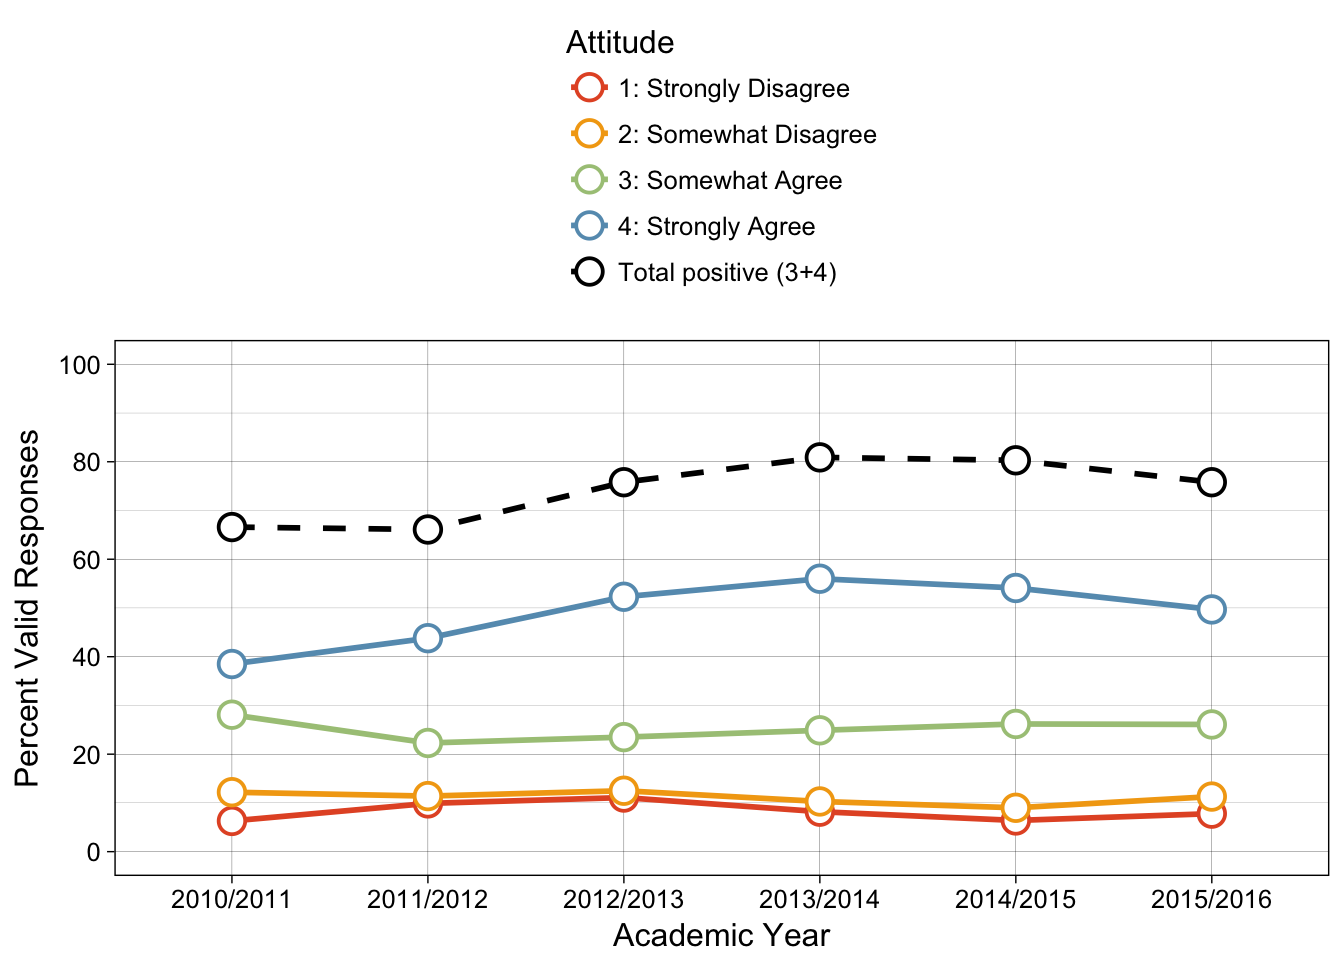 Attitude
1: Strongly Disagree
2: Somewhat Disagree
3: Somewhat Agree
4: Strongly Agree
Total positive (3+4)
Percent Valid Responses
100
80
60
40
20
0
2010/2011 2011/2012 2012/2013 2013/2014 2014/2015 2015/2016
Academic Year